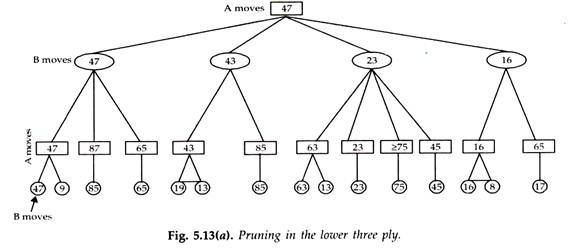 A moves 47
B moves 47 43 23 16
A moves 47 87 65 43 85 63 23 ≥75 45 16 65
47 9 85 65 19 13 85 63 13 23 75 45 16 8 17
B moves
Fig. 5.13(a). Pruning in the lower three ply.